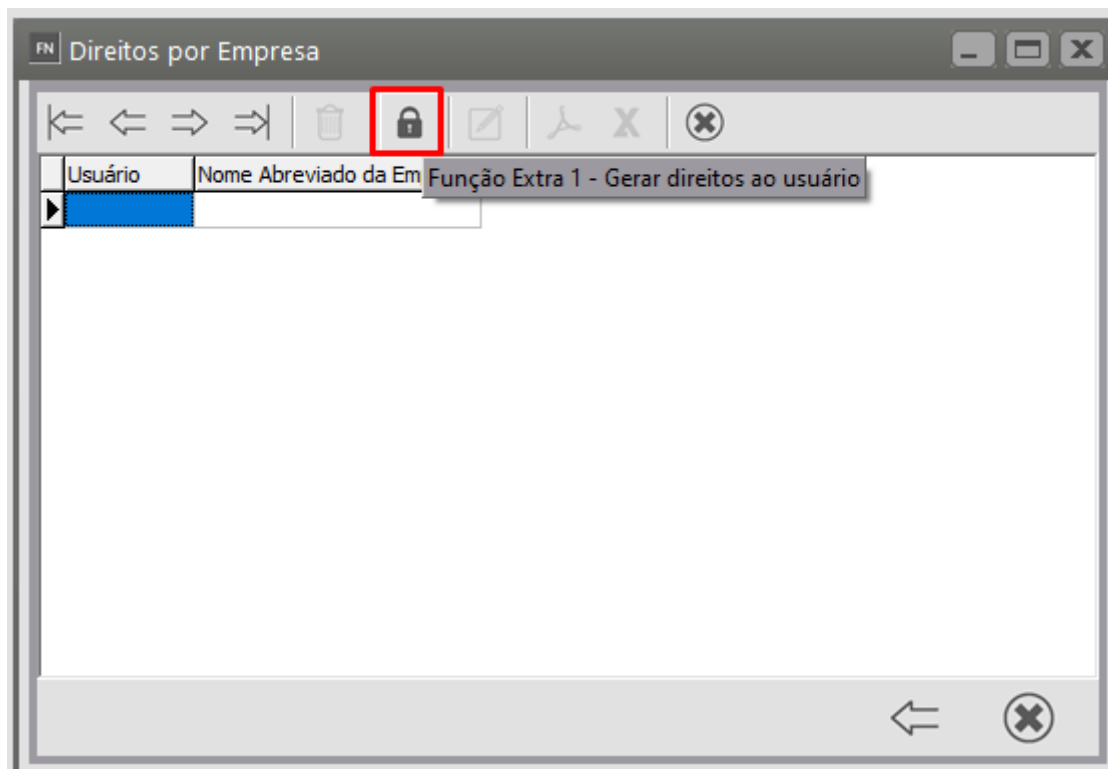 FN Direitos por Empresa
X
Usuário Nome Abreviado da Em
Função Extra 1 - Gerar direitos ao usuário